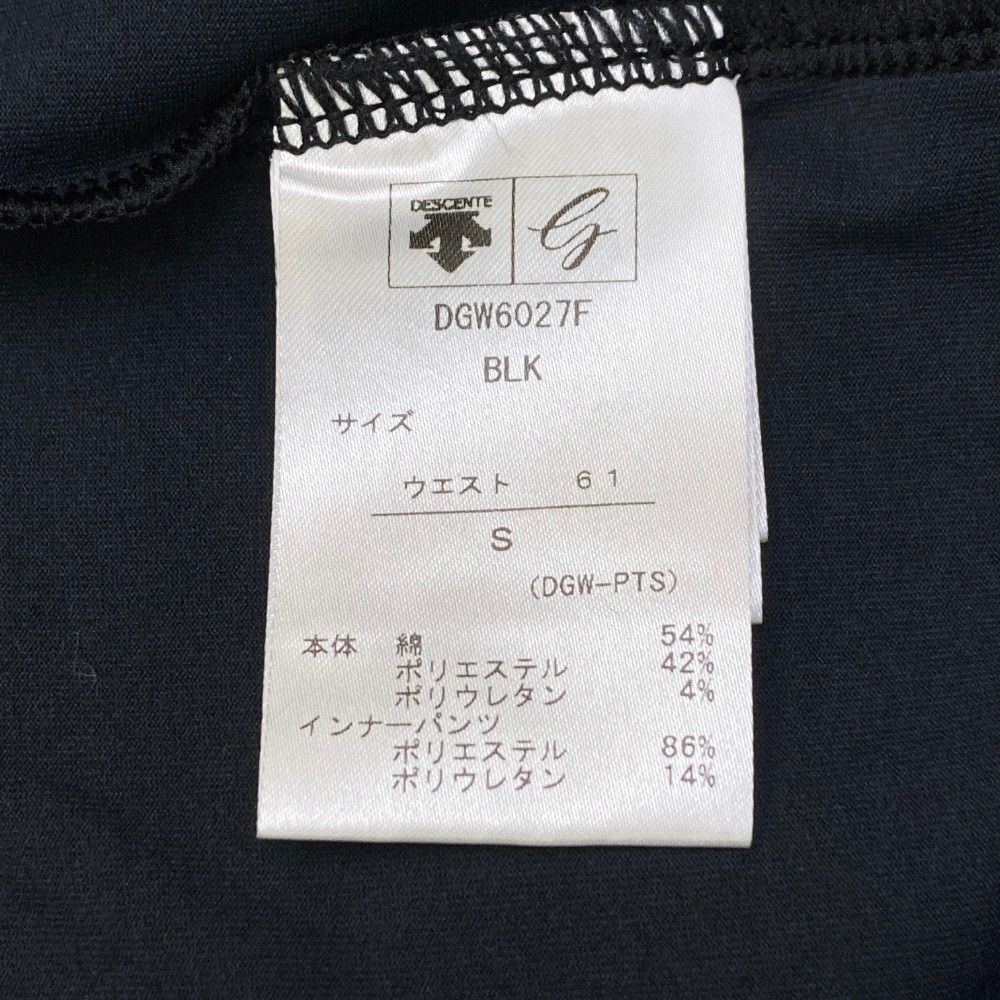 DESCENTE G
DGW6027F
BLK
サイズ
ウエスト 61
S
(DGW-PTS)
本体 綿 54%
ポリエステル 42%
ポリウレタン 4%
インナーパンツ
ポリエステル 86%
ポリウレタン 14%